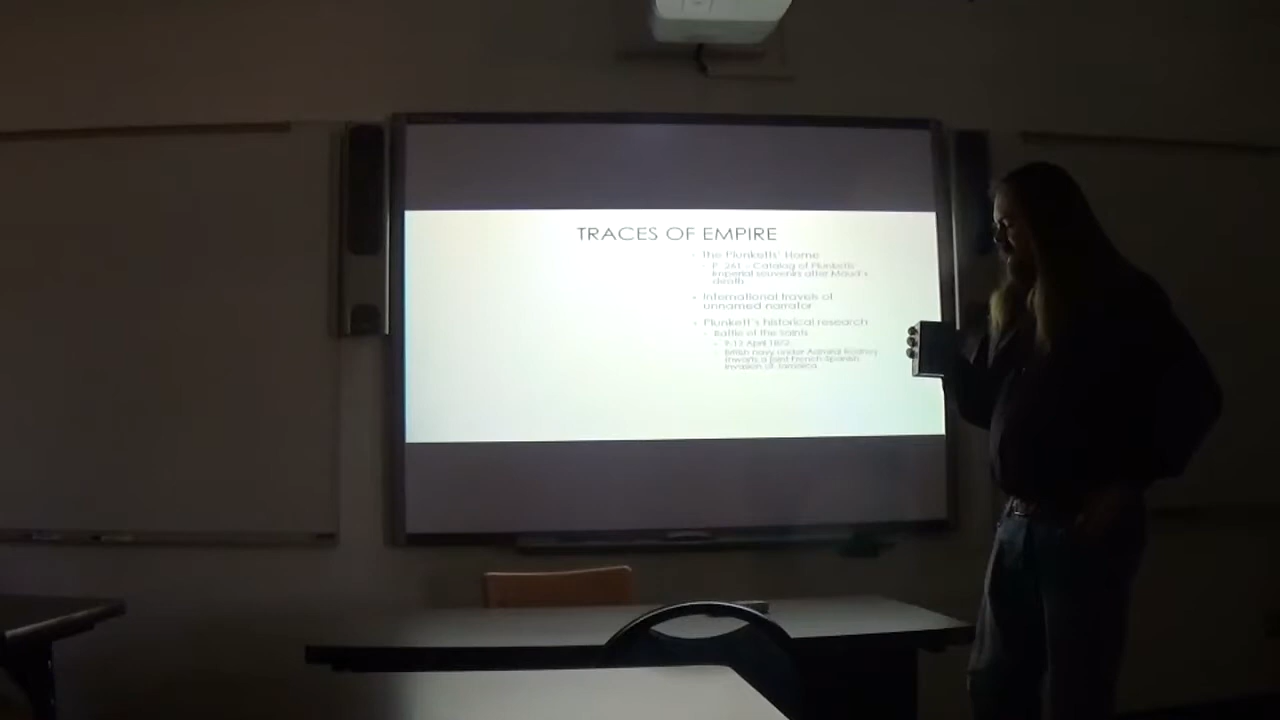 TRACES OF EMPIRE
• The Plunketts' Home
• P. 261 – Catalog of Plunketts'
imperial souvenirs after Maud's
death
• International travels of
unnamed narrator
• Plunkett's historical research
• Battle of the Saints
• 9-12 April
• British navy under Admiral Rodney
thwarts a joint French-Spanish
invasion of Jamaica